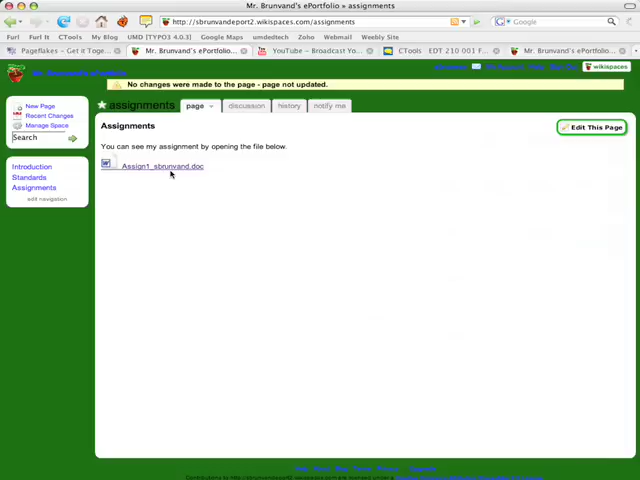 Mr. Brunvand's ePortfolio » assignments
http://sbrunvandeport2.wikispaces.com/assignments
Google
Furl Furl It CTools My Blog UMD [TYPO3 4.0.3] Google Maps umdedtech Zoho Webmail Weebly Site
Pageflakes - Get it Toge... Mr. Brunvand's ePortfolio... YouTube - Broadcast Yo... CTools EDT 210 001 F... Mr. Brunvand's ePortfolio...
Mr. Brunvand's ePortfolio
wikispaces
No changes were made to the page - page not updated.
assignments page discussion history notify me
New Page
Recent Changes
Manage Space
Search
Assignments
Edit This Page
You can see my assignment by opening the file below.
Assign1_sbrunvand.doc
Introduction
Standards
Assignments
edit navigation